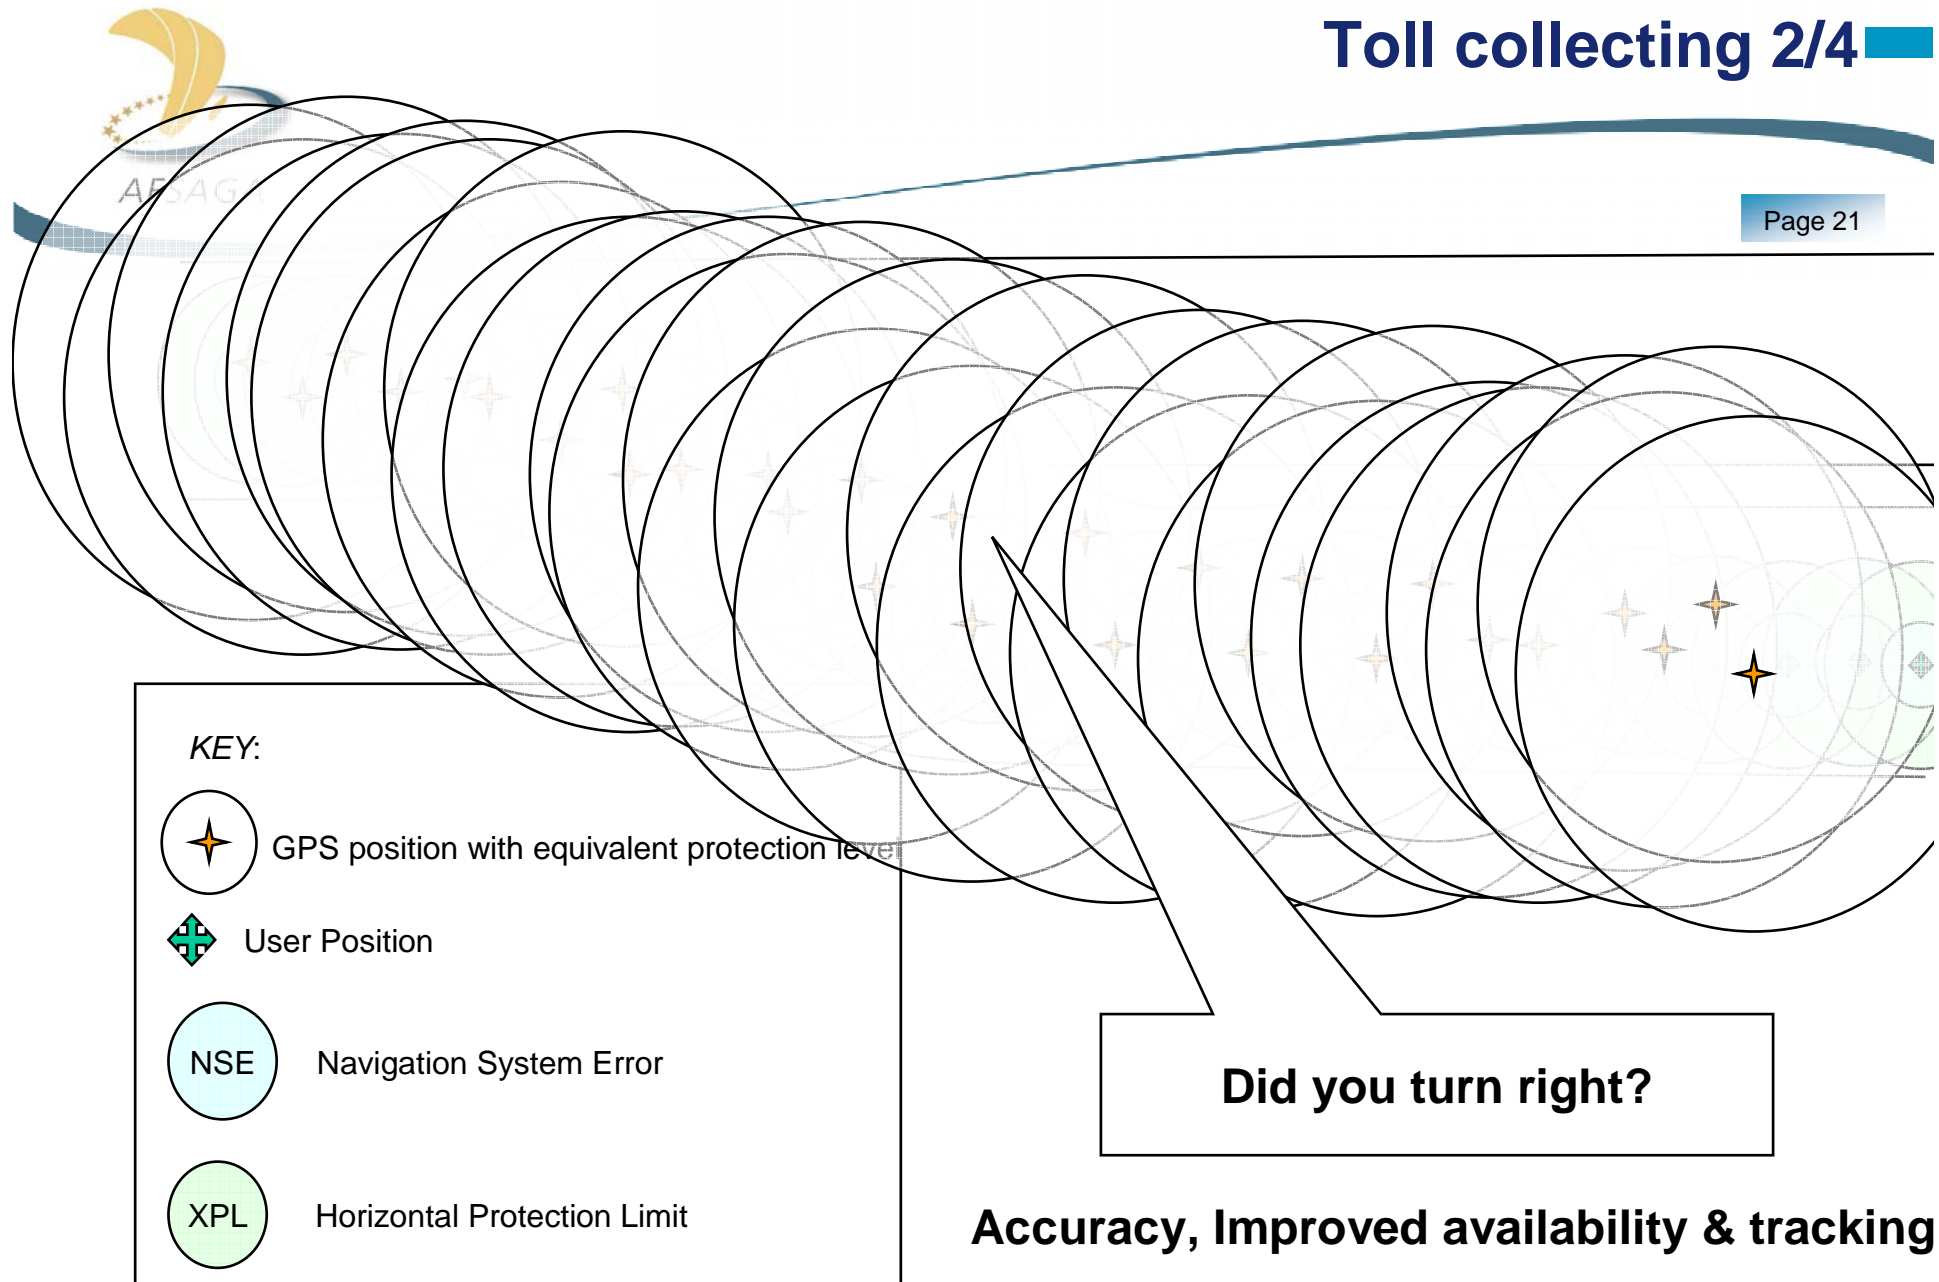 Toll collecting 2/4
AESAGA
Page 21
KEY:
GPS position with equivalent protection level
User Position
NSE Navigation System Error
XPL Horizontal Protection Limit
Did you turn right?
Accuracy, Improved availability & tracking